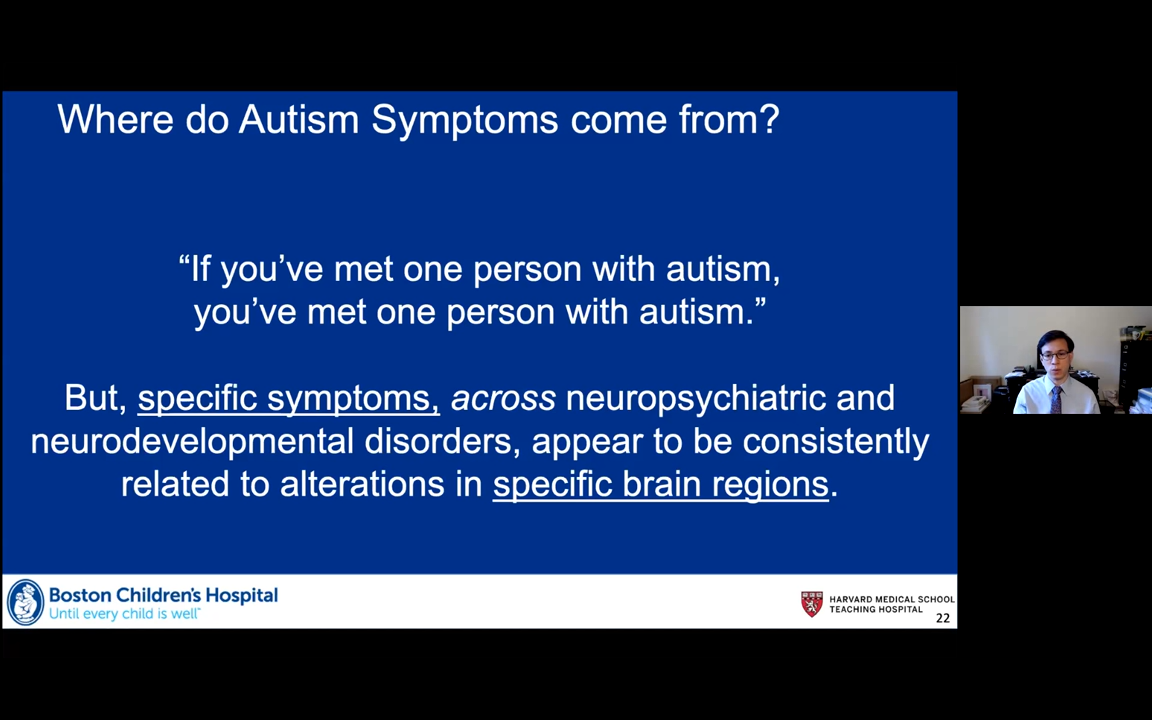 Where do Autism Symptoms come from?
“If you’ve met one person with autism,
you’ve met one person with autism.”
But, specific symptoms, across neuropsychiatric and
neurodevelopmental disorders, appear to be consistently
related to alterations in specific brain regions.
Boston Children's Hospital
Until every child is well™
HARVARD MEDICAL SCHOOL
TEACHING HOSPITAL
22